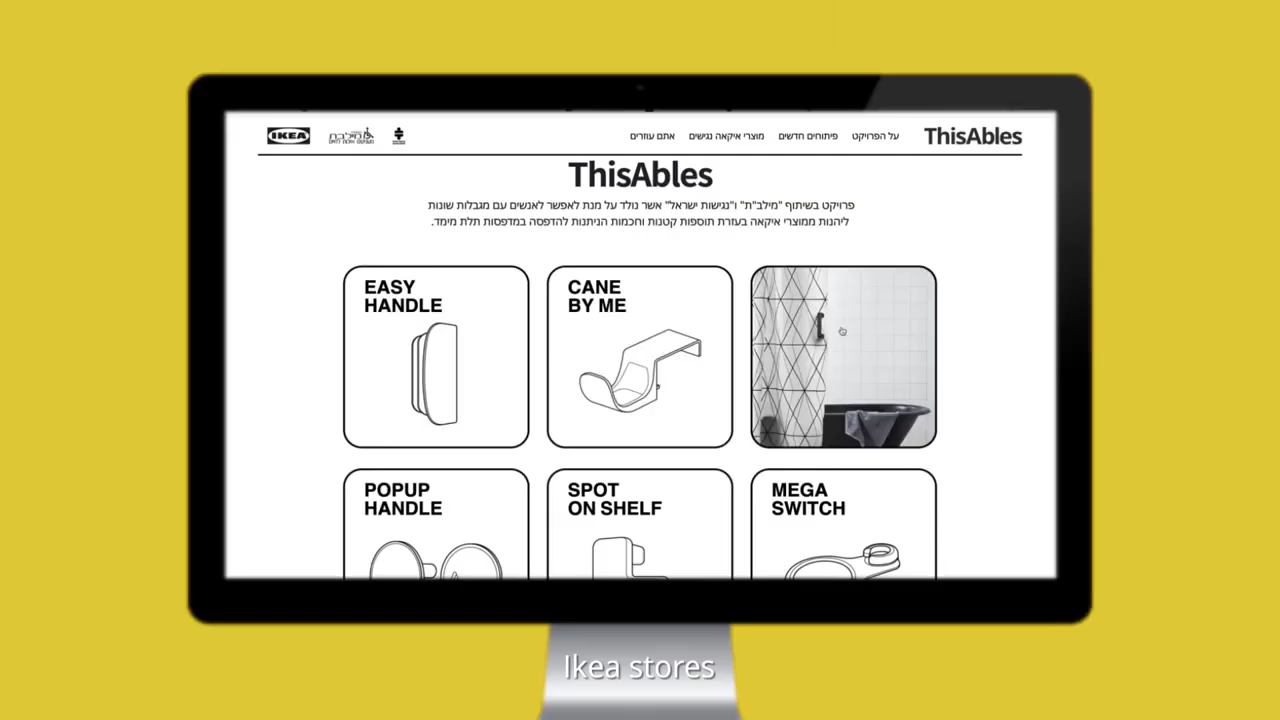 IKEA
מילבת
ThisAbles
על הפרויקט
פיתוחים חדשים
מוצרי איקאה נגישים
אתם עוזרים
ThisAbles
פרויקט בשיתוף "מילב"ת" ו"נגישות ישראל" אשר נולד על מנת לאפשר לאנשים עם מגבלות שונות
ליהנות ממוצרי איקאה בעזרת תוספות קטנות וחכמות הניתנות להדפסה במדפסות תלת מימד.
EASY
HANDLE
CANE
BY ME
POPUP
HANDLE
SPOT
ON SHELF
MEGA
SWITCH
Ikea stores